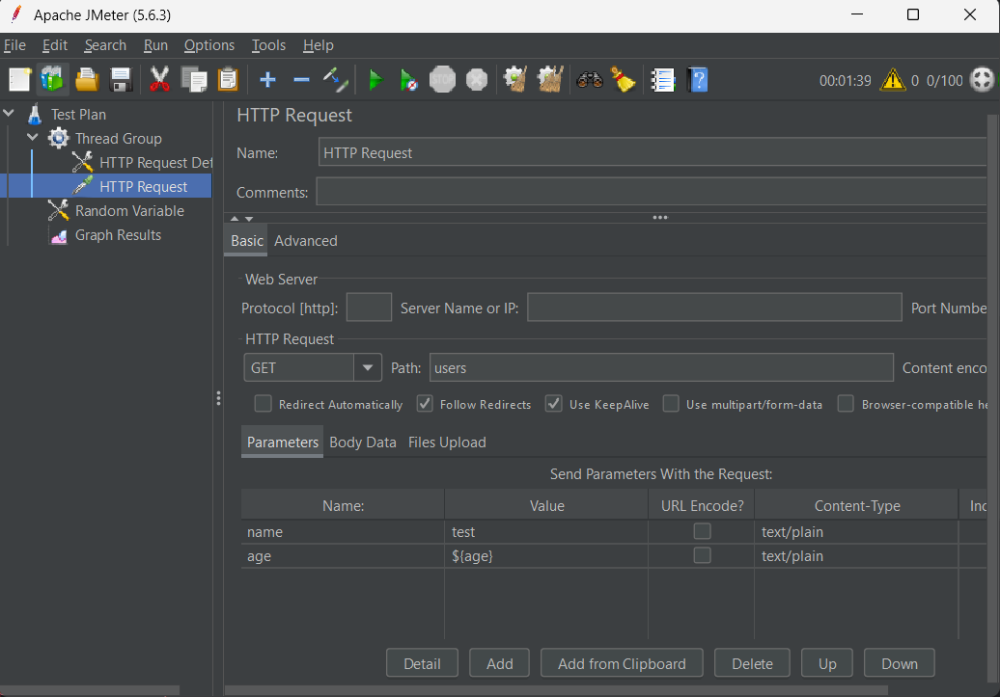 Apache JMeter (5.6.3)
File Edit Search Run Options Tools Help
STOP 00:01:39 0 0/100
Test Plan
Thread Group
HTTP Request Def
HTTP Request
Random Variable
Graph Results
HTTP Request
Name: HTTP Request
Comments:
Basic Advanced
Web Server
Protocol [http]: Server Name or IP: Port Numbe
HTTP Request
GET Path: users Content enco
Redirect Automatically Follow Redirects Use KeepAlive Use multipart/form-data Browser-compatible he
Parameters Body Data Files Upload
Send Parameters With the Request:
Name: Value URL Encode? Content-Type Inc
name test text/plain
age ${age} text/plain
Detail Add Add from Clipboard Delete Up Down